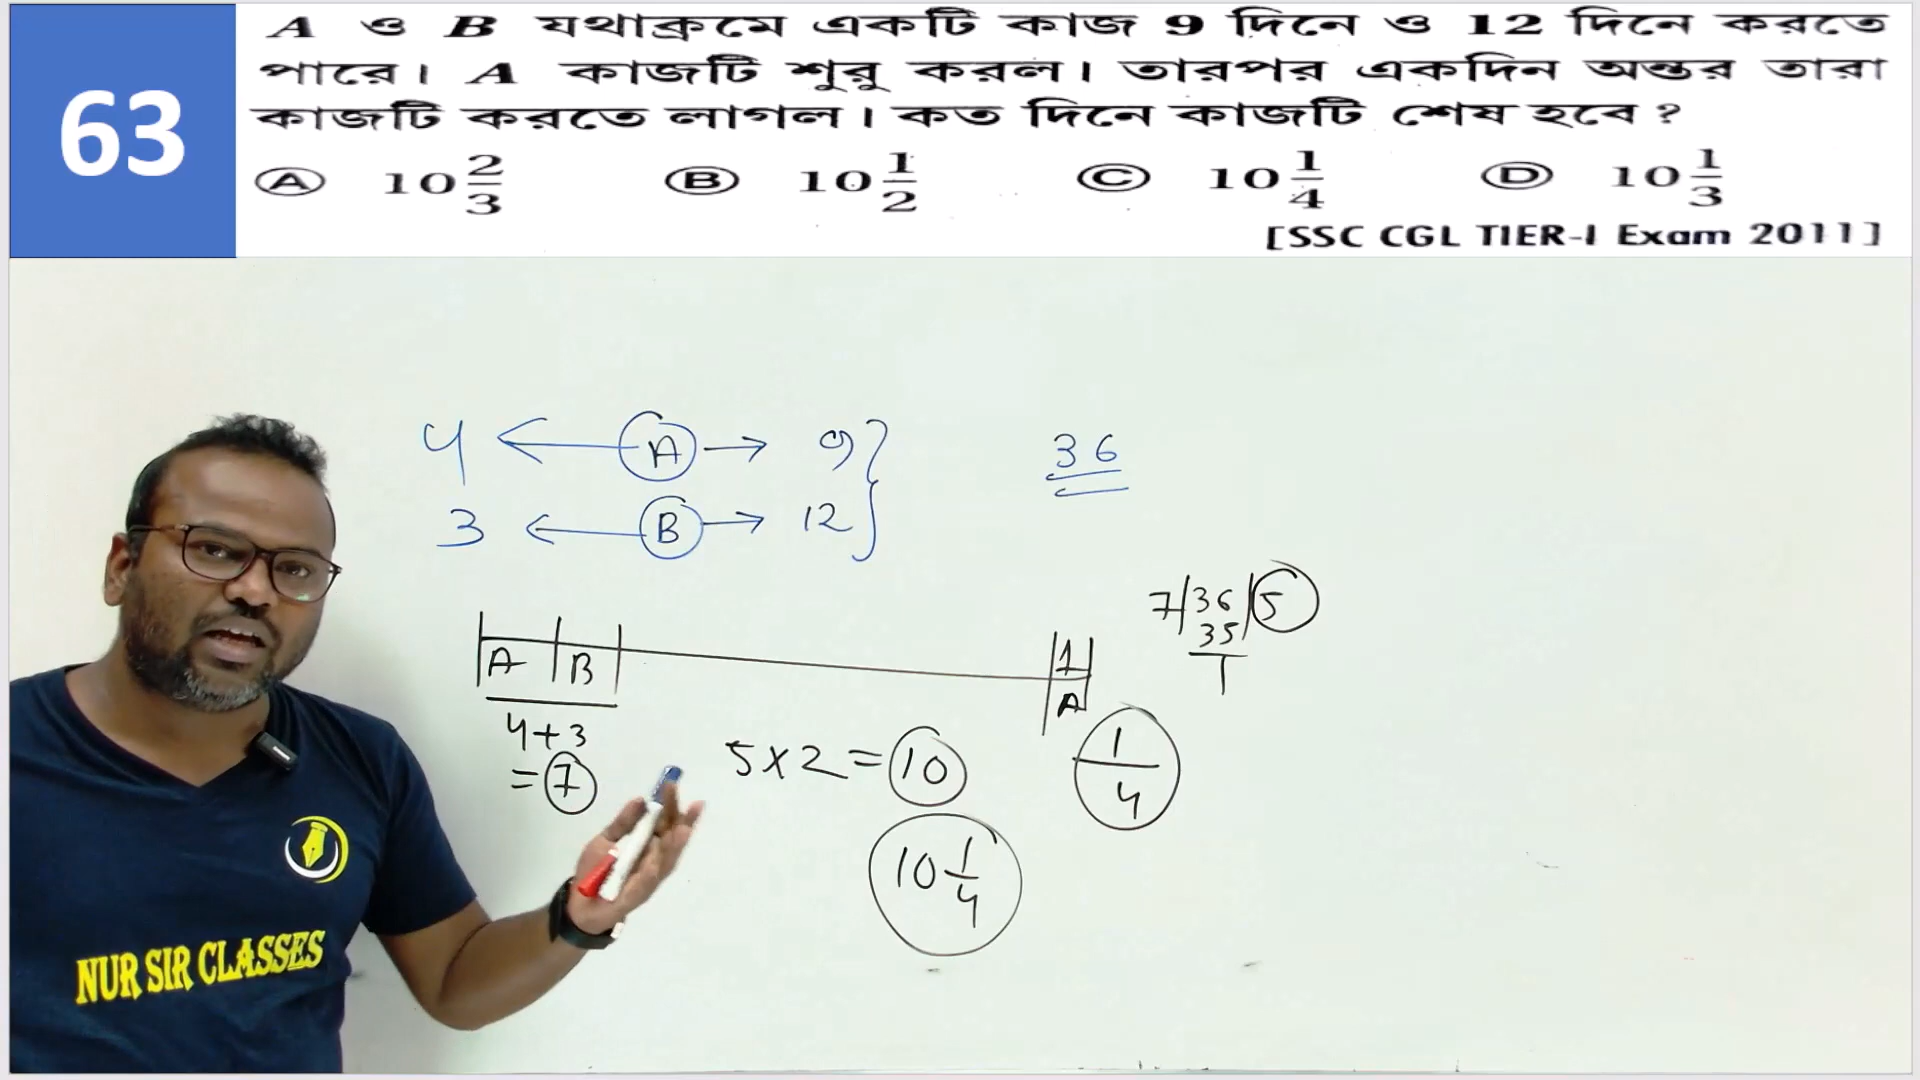 63
A ও B যথাক্রমে একটি কাজ 9 দিনে ও 12 দিনে করতে
পারে। A কাজটি শুরু করল। তারপর একদিন অন্তর তারা
কাজটি করতে লাগল। কত দিনে কাজটি শেষ হবে ?
(A) 10 2/3 (B) 10 1/2 (C) 10 1/4 (D) 10 1/3
[SSC CGL TIER-I Exam 2011]
4 ← A → 9 } 36
3 ← B → 12
7 | 36 | 5
35
1
A B 1
A
4+3
= 7
5×2 = 10
1/4
10 1/4
NUR SIR CLASSES